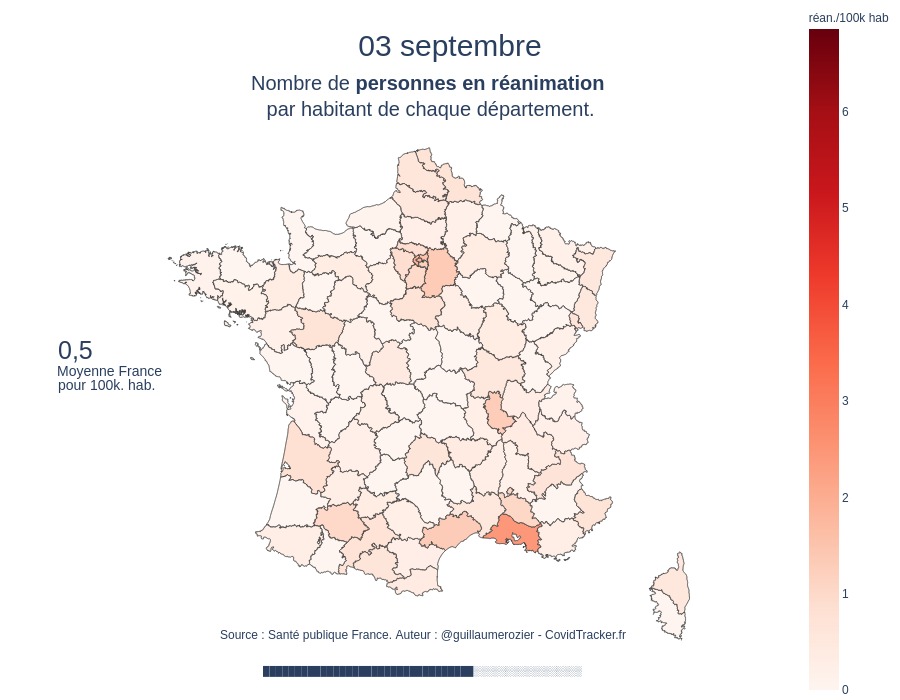 réan./100k hab
03 septembre
Nombre de personnes en réanimation
par habitant de chaque département.
6
5
4
3
2
1
0
0,5
Moyenne France
pour 100k. hab.
Source : Santé publique France. Auteur : @guillaumerozier - CovidTracker.fr